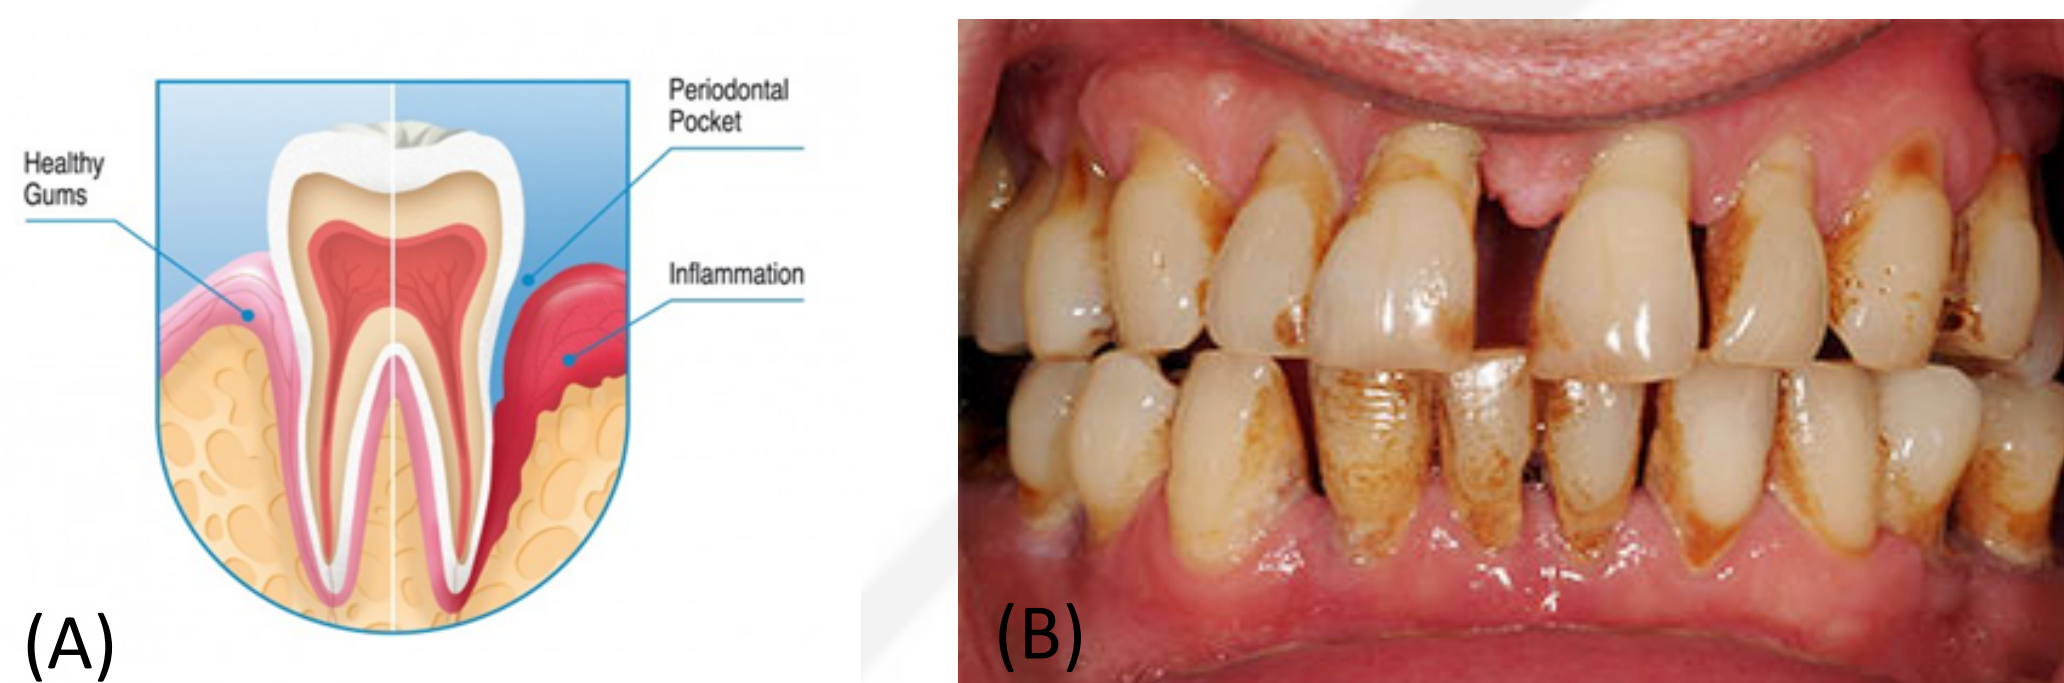 Healthy
Gums
Periodontal
Pocket
Inflammation
(A)
(B)